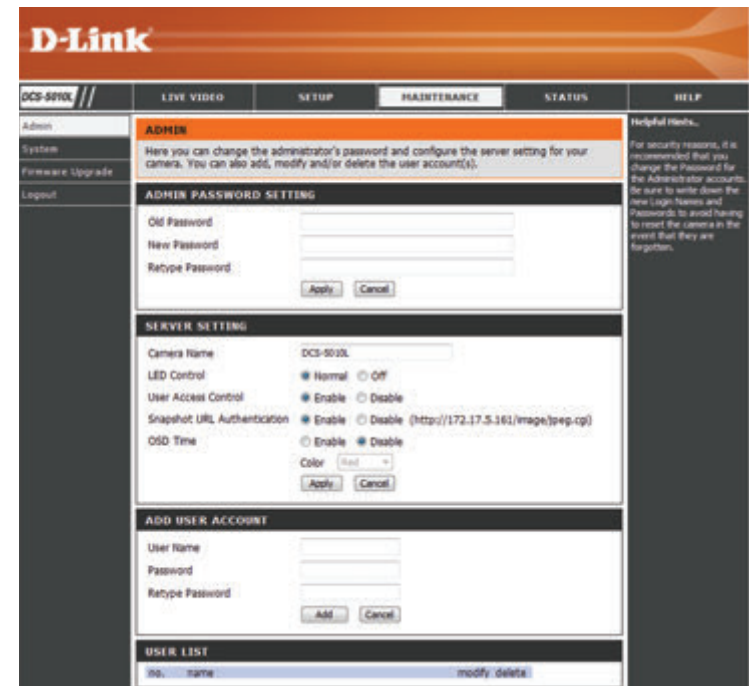 D-Link
DCS-5010L // LIVE VIDEO SETUP MAINTENANCE STATUS HELP
Admin
System
Firmware Upgrade
Logout
ADMIN
Here you can change the administrator's password and configure the server setting for your
camera. You can also add, modify and/or delete the user account(s).
ADMIN PASSWORD SETTING
Old Password
New Password
Retype Password
Apply Cancel
SERVER SETTING
Camera Name DCS-5010L
LED Control Normal Off
User Access Control Enable Disable
Snapshot URL Authentication Enable Disable (http://172.17.5.161/image/jpeg.cgi)
OSD Time Enable Disable
Color Red
Apply Cancel
ADD USER ACCOUNT
User Name
Password
Retype Password
Add Cancel
USER LIST
no. name modify delete
Helpful Hints..
For security reasons, it is
recommended that you
change the Password for
the Administrator accounts.
Be sure to write down the
new Login Names and
Passwords to avoid having
to reset the camera in the
event that they are
forgotten.